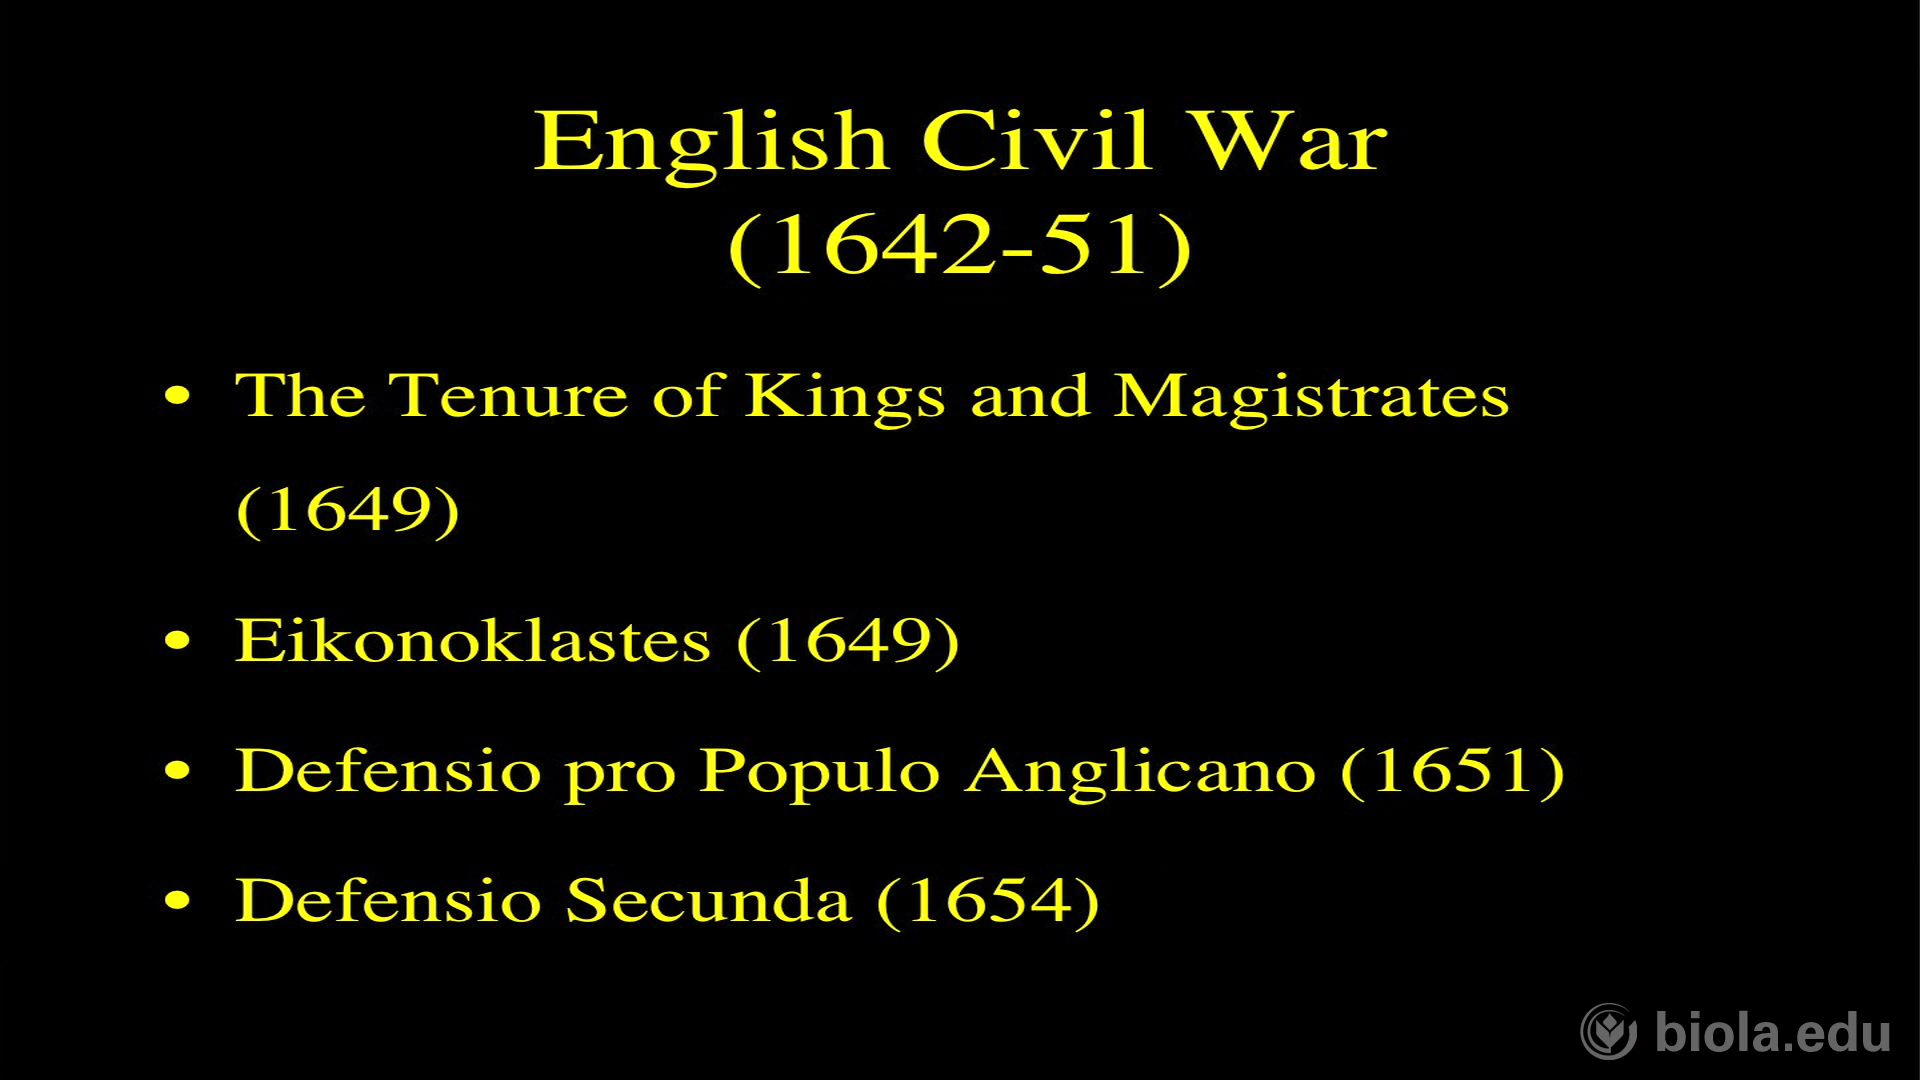 English Civil War
(1642-51)
• The Tenure of Kings and Magistrates
(1649)
• Eikonoklastes (1649)
• Defensio pro Populo Anglicano (1651)
• Defensio Secunda (1654)
biola.edu